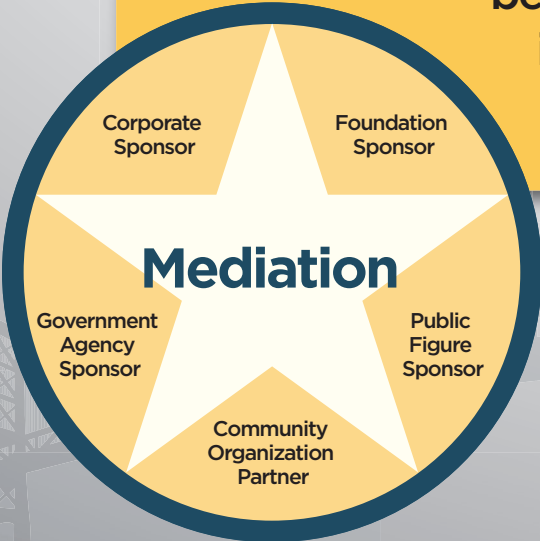 Corporate
Sponsor
Foundation
Sponsor
Mediation
Government
Agency
Sponsor
Public
Figure
Sponsor
Community
Organization
Partner